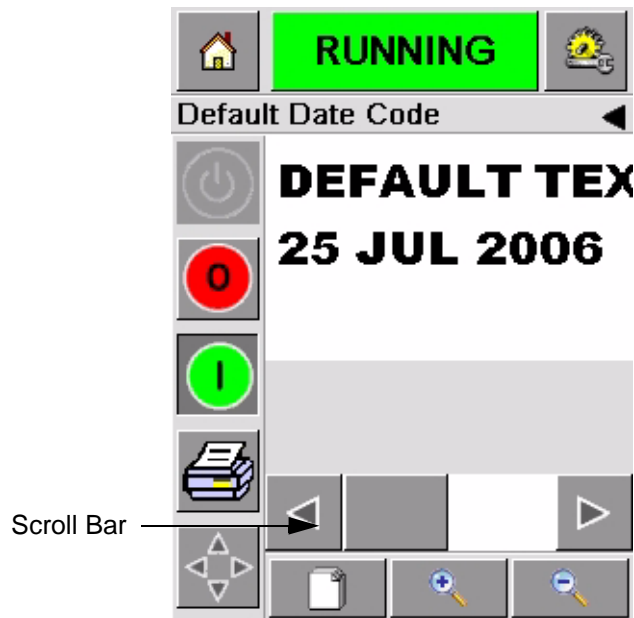 RUNNING
Default Date Code
DEFAULT TEX
25 JUL 2006
O
I
Scroll Bar